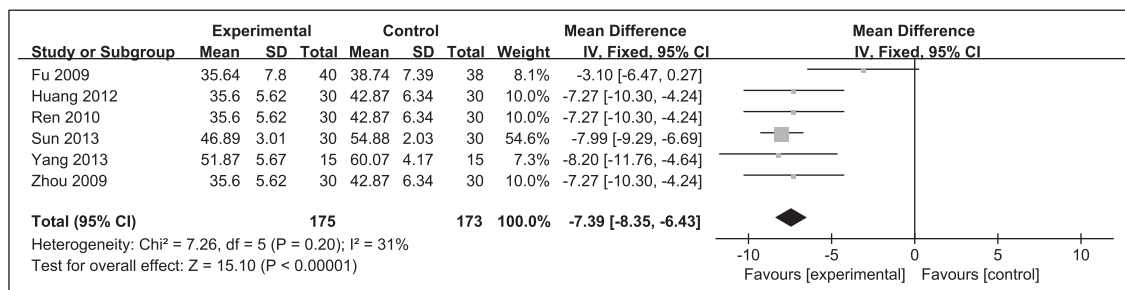 Experimental Control Mean Difference Mean Difference
Study or Subgroup Mean SD Total Mean SD Total Weight IV, Fixed, 95% CI IV, Fixed, 95% CI
Fu 2009 35.64 7.8 40 38.74 7.39 38 8.1% -3.10 [-6.47, 0.27]
Huang 2012 35.6 5.62 30 42.87 6.34 30 10.0% -7.27 [-10.30, -4.24]
Ren 2010 35.6 5.62 30 42.87 6.34 30 10.0% -7.27 [-10.30, -4.24]
Sun 2013 46.89 3.01 30 54.88 2.03 30 54.6% -7.99 [-9.29, -6.69]
Yang 2013 51.87 5.67 15 60.07 4.17 15 7.3% -8.20 [-11.76, -4.64]
Zhou 2009 35.6 5.62 30 42.87 6.34 30 10.0% -7.27 [-10.30, -4.24]
Total (95% CI) 175 173 100.0% -7.39 [-8.35, -6.43]
Heterogeneity: Chi² = 7.26, df = 5 (P = 0.20); I² = 31%
Test for overall effect: Z = 15.10 (P < 0.00001)
-10 -5 0 5 10
Favours [experimental] Favours [control]